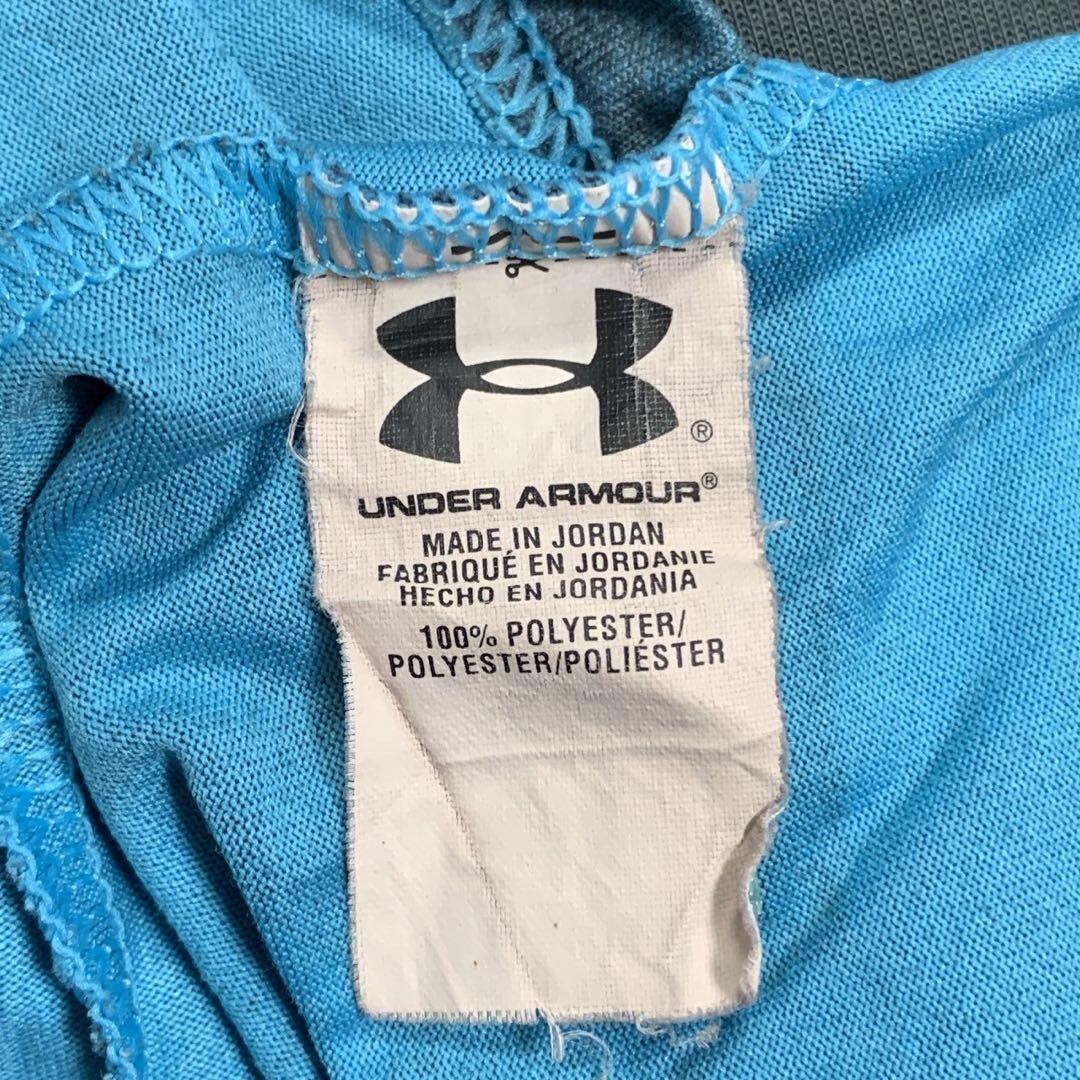 ®
UNDER ARMOUR®
MADE IN JORDAN
FABRIQUÉ EN JORDANIE
HECHO EN JORDANIA
100% POLYESTER/
POLYESTER/POLIÉSTER